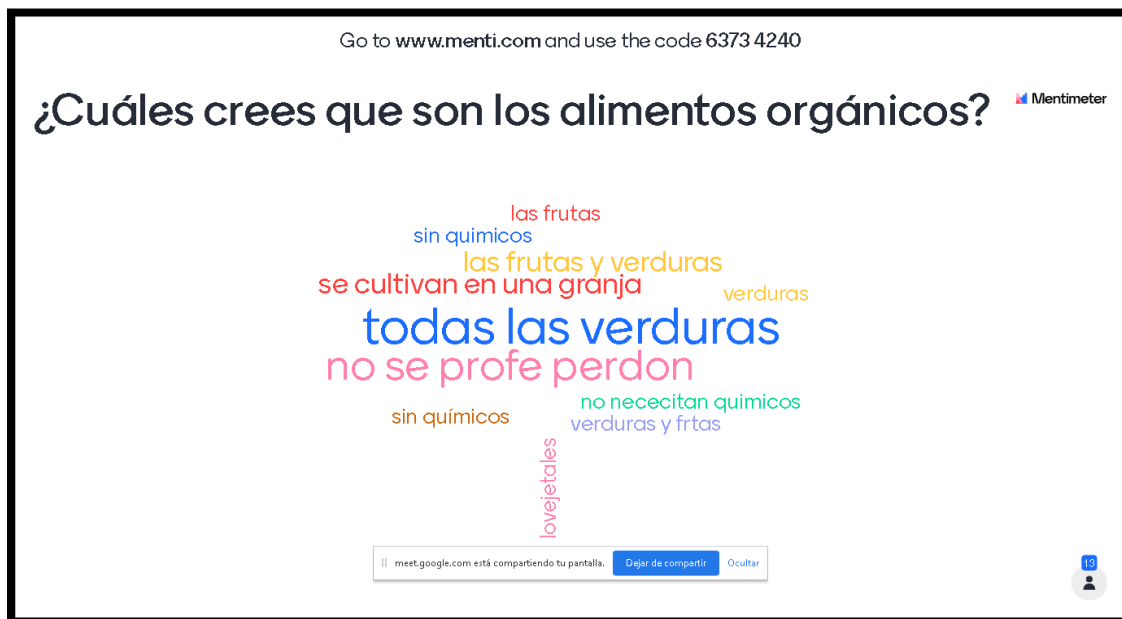 Go to www.menti.com and use the code 6373 4240
¿Cuáles crees que son los alimentos orgánicos?
Mentimeter
las frutas
sin quimicos
las frutas y verduras
se cultivan en una granja
verduras
todas las verduras
no se profe perdon
no nececitan quimicos
sin químicos
verduras y frtas
lovejetales
meet.google.com está compartiendo tu pantalla. Dejar de compartir Ocultar
13